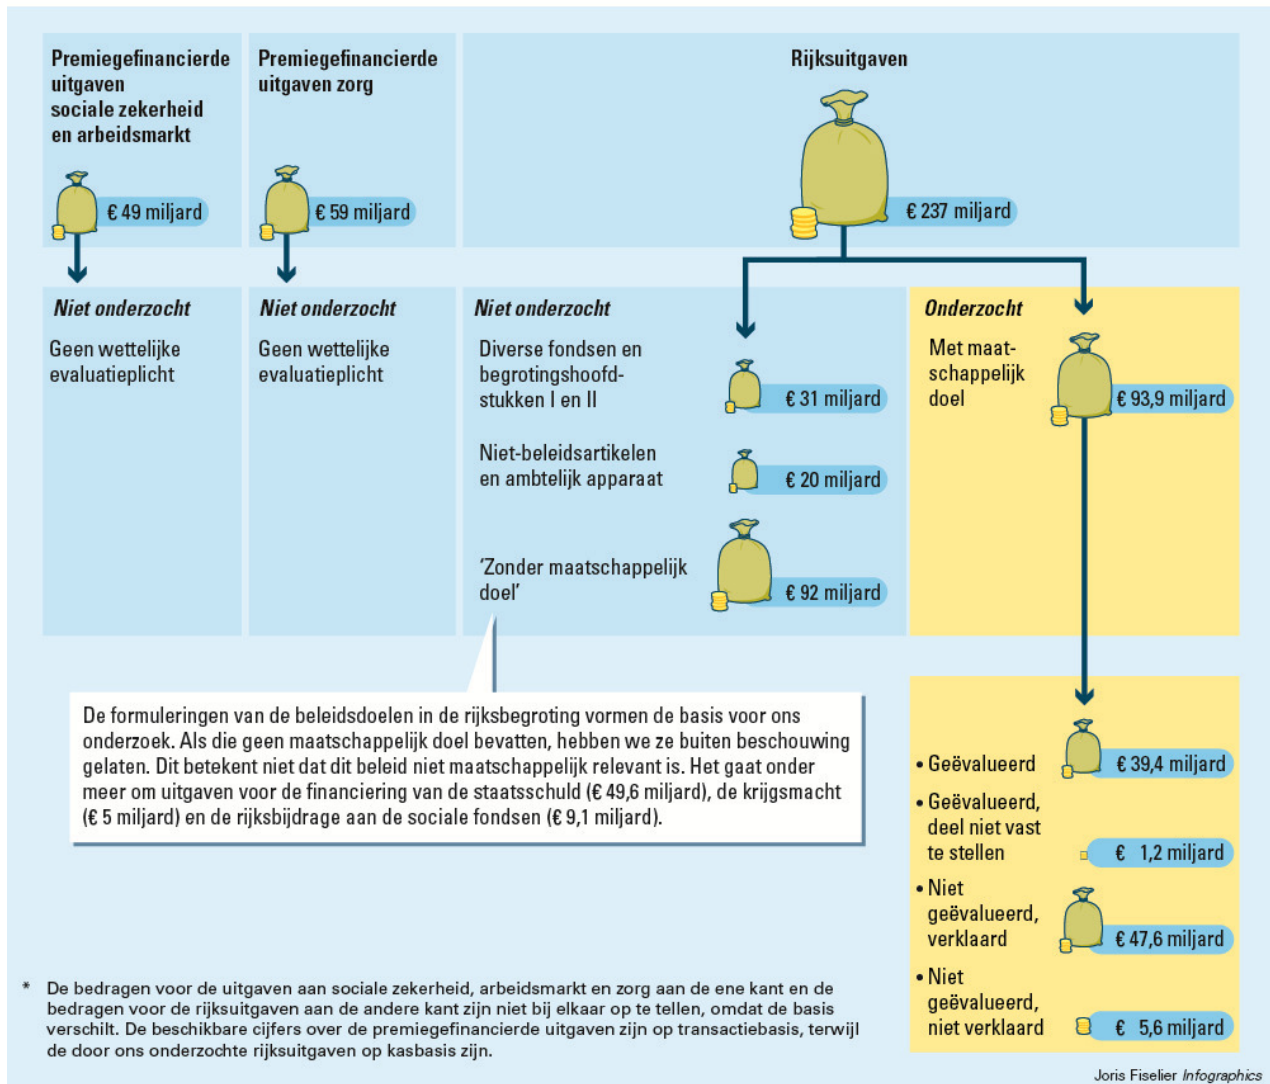 Premiegefinancierde
uitgaven
sociale zekerheid
en arbeidsmarkt
€ 49 miljard
Premiegefinancierde
uitgaven zorg
€ 59 miljard
Rijksuitgaven
€ 237 miljard
Niet onderzocht
Geen wettelijke
evaluatieplicht
Niet onderzocht
Geen wettelijke
evaluatieplicht
Niet onderzocht
Diverse fondsen en
begrotingshoofd-
stukken I en II
€ 31 miljard
Niet-beleidsartikelen
en ambtelijk apparaat
€ 20 miljard
‘Zonder maatschappelijk
doel’
€ 92 miljard
Onderzocht
Met maat-
schappelijk
doel
€ 93,9 miljard
De formuleringen van de beleidsdoelen in de rijksbegroting vormen de basis voor ons
onderzoek. Als die geen maatschappelijk doel bevatten, hebben we ze buiten beschouwing
gelaten. Dit betekent niet dat dit beleid niet maatschappelijk relevant is. Het gaat onder
meer om uitgaven voor de financiering van de staatsschuld (€ 49,6 miljard), de krijgsmacht
(€ 5 miljard) en de rijksbijdrage aan de sociale fondsen (€ 9,1 miljard).
• Geëvalueerd
€ 39,4 miljard
• Geëvalueerd,
deel niet vast
te stellen
€ 1,2 miljard
• Niet
geëvalueerd,
verklaard
€ 47,6 miljard
• Niet
geëvalueerd,
niet verklaard
€ 5,6 miljard
* De bedragen voor de uitgaven aan sociale zekerheid, arbeidsmarkt en zorg aan de ene kant en de
bedragen voor de rijksuitgaven aan de andere kant zijn niet bij elkaar op te tellen, omdat de basis
verschilt. De beschikbare cijfers over de premiegefinancierde uitgaven zijn op transactiebasis, terwijl
de door ons onderzochte rijksuitgaven op kasbasis zijn.
Joris Fiselier Infographics